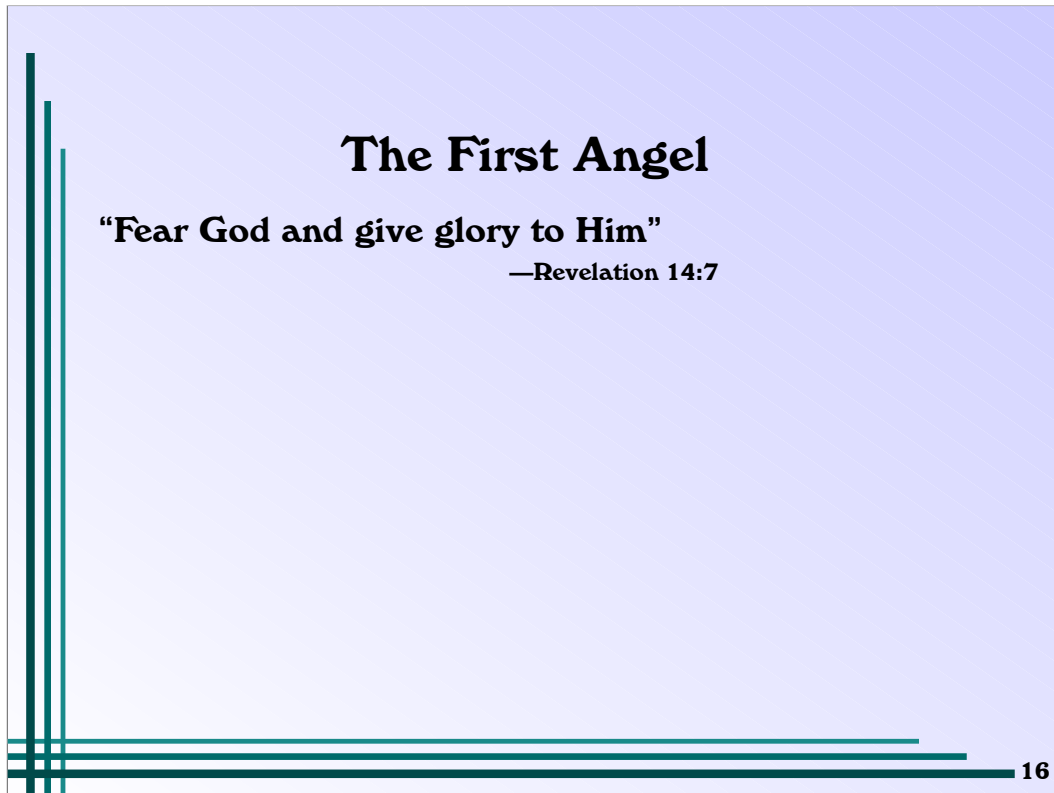 The First Angel
“Fear God and give glory to Him”
—Revelation 14:7
16